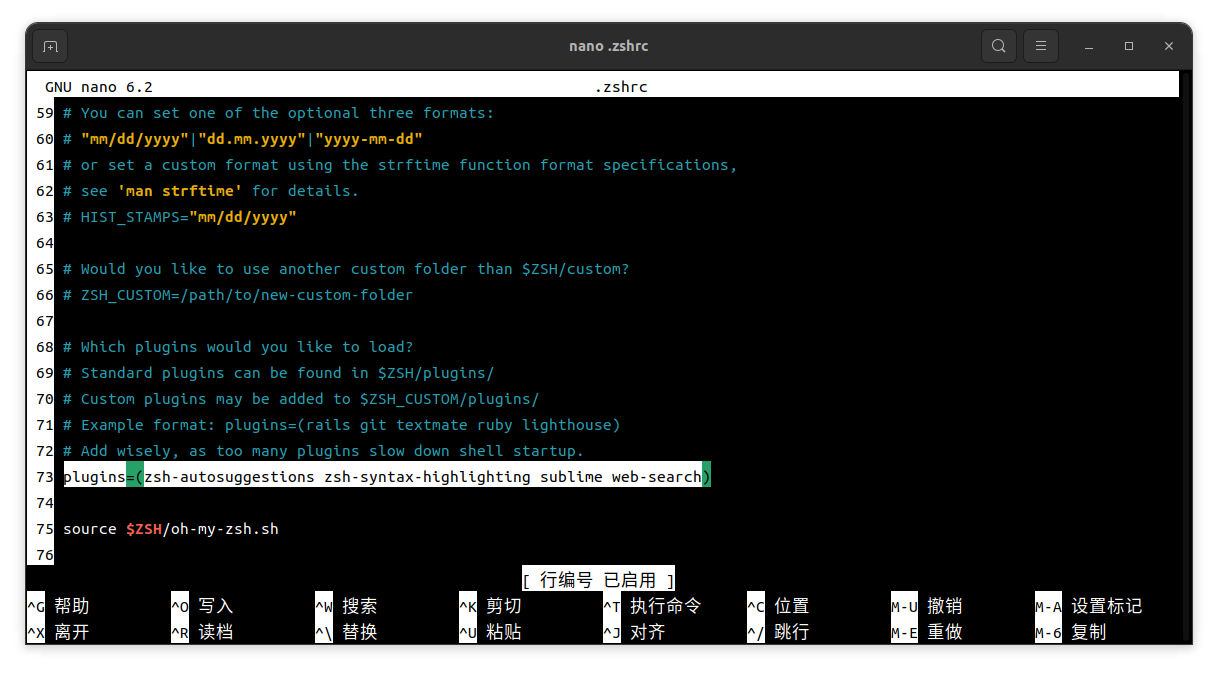 nano .zshrc
GNU nano 6.2 .zshrc
59 # You can set one of the optional three formats:
60 # "mm/dd/yyyy"|"dd.mm.yyyy"|"yyyy-mm-dd"
61 # or set a custom format using the strftime function format specifications,
62 # see 'man strftime' for details.
63 # HIST_STAMPS="mm/dd/yyyy"
64
65 # Would you like to use another custom folder than $ZSH/custom?
66 # ZSH_CUSTOM=/path/to/new-custom-folder
67
68 # Which plugins would you like to load?
69 # Standard plugins can be found in $ZSH/plugins/
70 # Custom plugins may be added to $ZSH_CUSTOM/plugins/
71 # Example format: plugins=(rails git textmate ruby lighthouse)
72 # Add wisely, as too many plugins slow down shell startup.
73 plugins=(zsh-autosuggestions zsh-syntax-highlighting sublime web-search)
74
75 source $ZSH/oh-my-zsh.sh
76
[ 行编号 已启用 ]
^G 帮助 ^O 写入 ^W 搜索 ^K 剪切 ^T 执行命令 ^C 位置 M-U 撤销 M-A 设置标记
^X 离开 ^R 读档 ^\ 替换 ^U 粘贴 ^J 对齐 ^/ 跳行 M-E 重做 M-6 复制